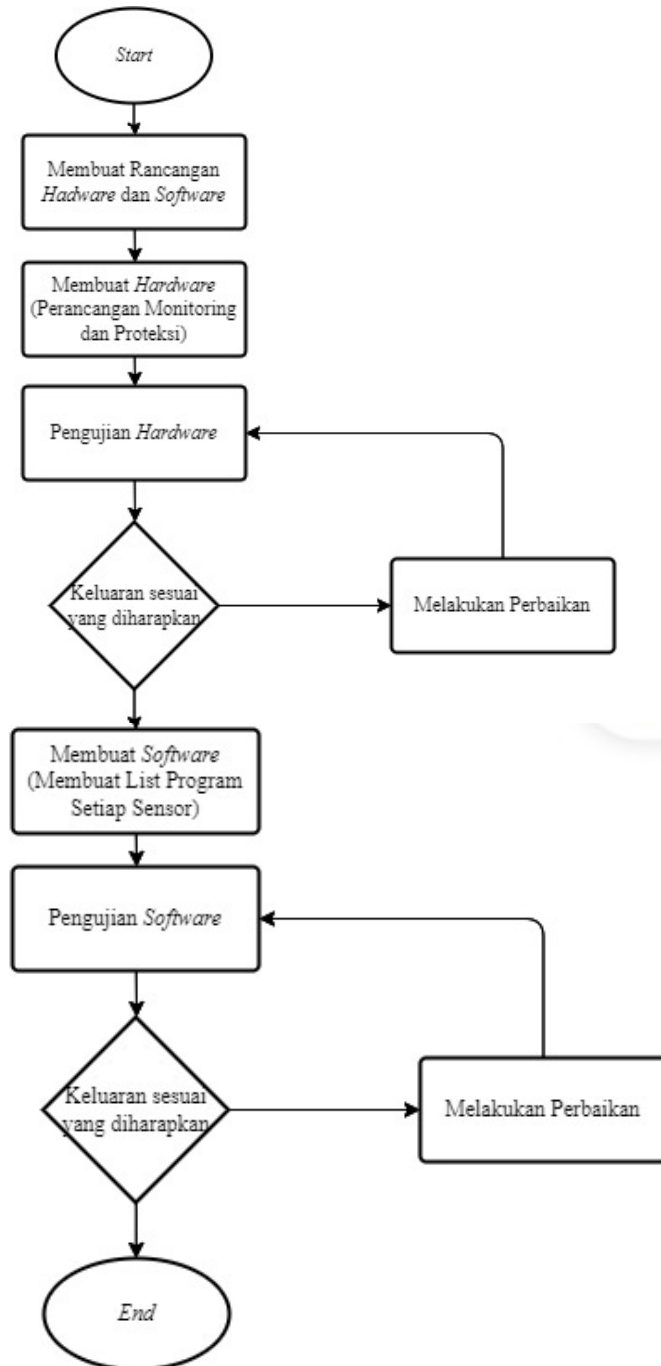 Start
Membuat Rancangan
Hadware dan Software
Membuat Hardware
(Perancangan Monitoring
dan Proteksi)
Pengujian Hardware
Keluaran sesuai
yang diharapkan
Melakukan Perbaikan
Membuat Software
(Membuat List Program
Setiap Sensor)
Pengujian Software
Keluaran sesuai
yang diharapkan
Melakukan Perbaikan
End